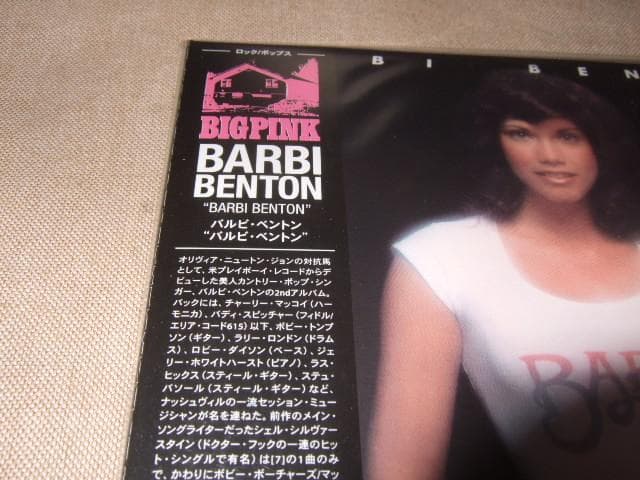 ロック/ポップス
BI BEN
BIGPINK
BARBI
BENTON
"BARBI BENTON"
バルビ・ベントン
"バルビ・ベントン"
オリヴィア・ニュートン・ジョンの対抗馬
として、米プレイボーイ・レコードからデ
ビューした美人カントリー・ポップ・シン
ガー、バルビ・ベントンの2ndアルバム。
バックには、チャーリー・マッコイ(ハー
モニカ)、バディ・スピッチャー(フィドル/
エリア・コード615)以下、ボビー・トンプ
ソン(ギター)、ラリー・ロンドン(ドラム
ス)、ロビー・ダイソン(ベース)、ジェ
リー・ホワイトハースト(ピアノ)、ラス・
ヒックス(スティール・ギター)、ステュ・
バソール(スティール・ギター)など、
ナッシュヴィルの一流セッション・ミュー
ジシャンが名を連ねた。前作のメイン・
ソングライターだったシェル・シルヴァー
スタイン(ドクター・フックの一連のヒッ
ト・シングルで有名)は[7]の1曲のみ
で、かわりにボビー・ボーチャーズ/マッ